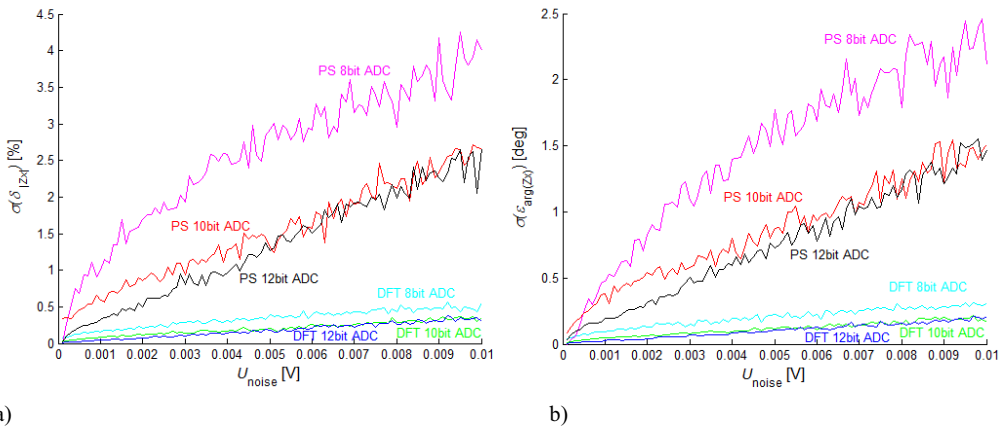 4.5
4
3.5
3
2.5
2
1.5
1
0.5
0
σ(δ|Zx|) [%]
PS 8bit ADC
PS 10bit ADC
PS 12bit ADC
DFT 8bit ADC
DFT 12bit ADC
DFT 10bit ADC
0 0.001 0.002 0.003 0.004 0.005 0.006 0.007 0.008 0.009 0.01
Unoise [V]
a)
2.5
2
1.5
1
0.5
0
σ(εarg(Zx)) [deg]
PS 8bit ADC
PS 10bit ADC
PS 12bit ADC
DFT 8bit ADC
DFT 12bit ADC
DFT 10bit ADC
0 0.001 0.002 0.003 0.004 0.005 0.006 0.007 0.008 0.009 0.01
Unoise [V]
b)